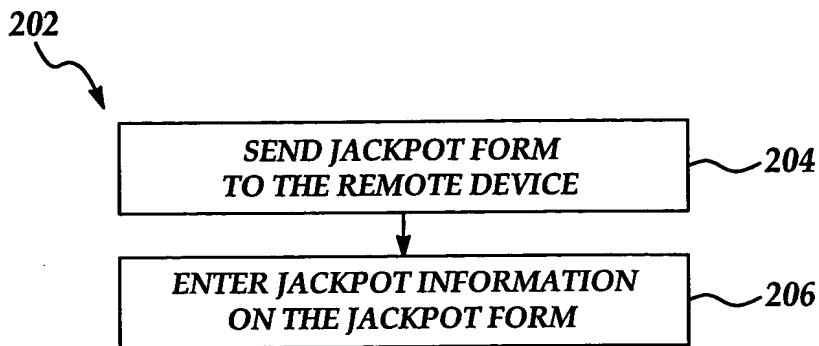 202
SEND JACKPOT FORM
TO THE REMOTE DEVICE
204
ENTER JACKPOT INFORMATION
ON THE JACKPOT FORM
206